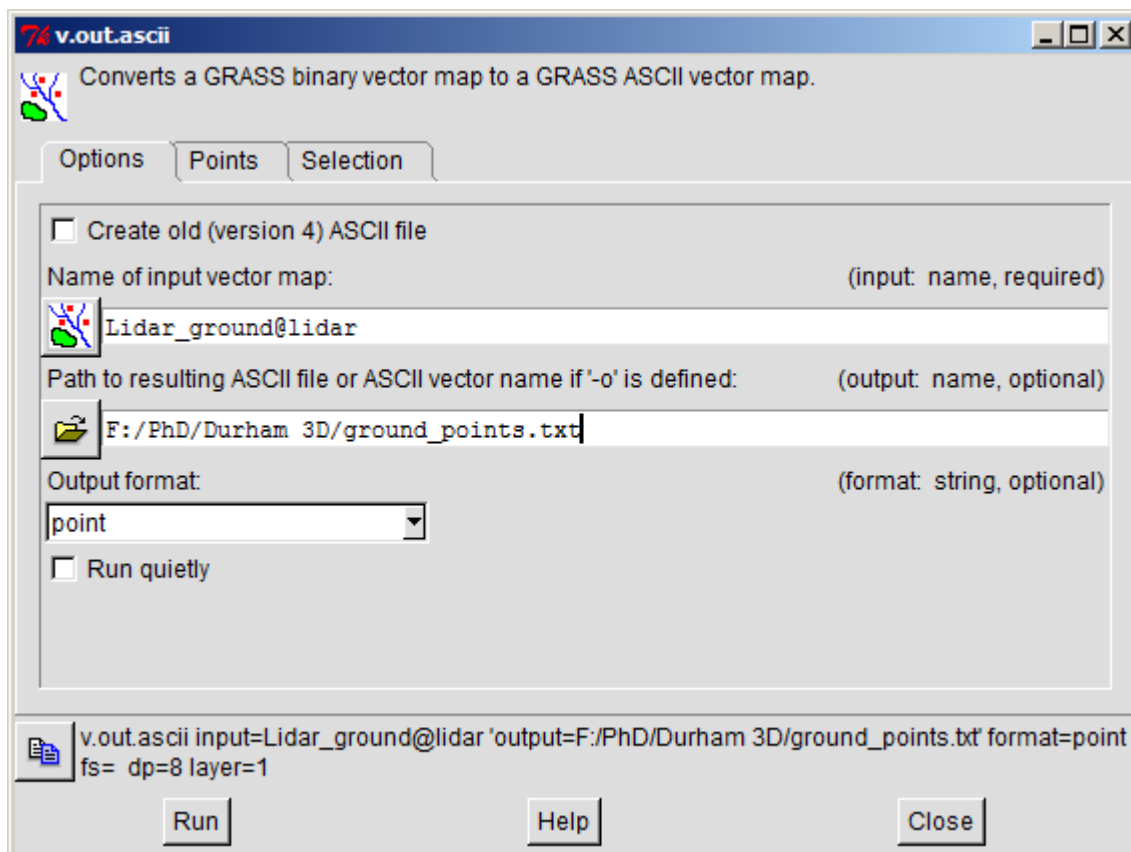 v.out.ascii
Converts a GRASS binary vector map to a GRASS ASCII vector map.
Options Points Selection
Create old (version 4) ASCII file
Name of input vector map: (input: name, required)
Lidar_ground@lidar
Path to resulting ASCII file or ASCII vector name if '-o' is defined: (output: name, optional)
F:/PhD/Durham 3D/ground_points.txt
Output format: (format: string, optional)
point
Run quietly
v.out.ascii input=Lidar_ground@lidar 'output=F:/PhD/Durham 3D/ground_points.txt' format=point
fs= dp=8 layer=1
Run Help Close